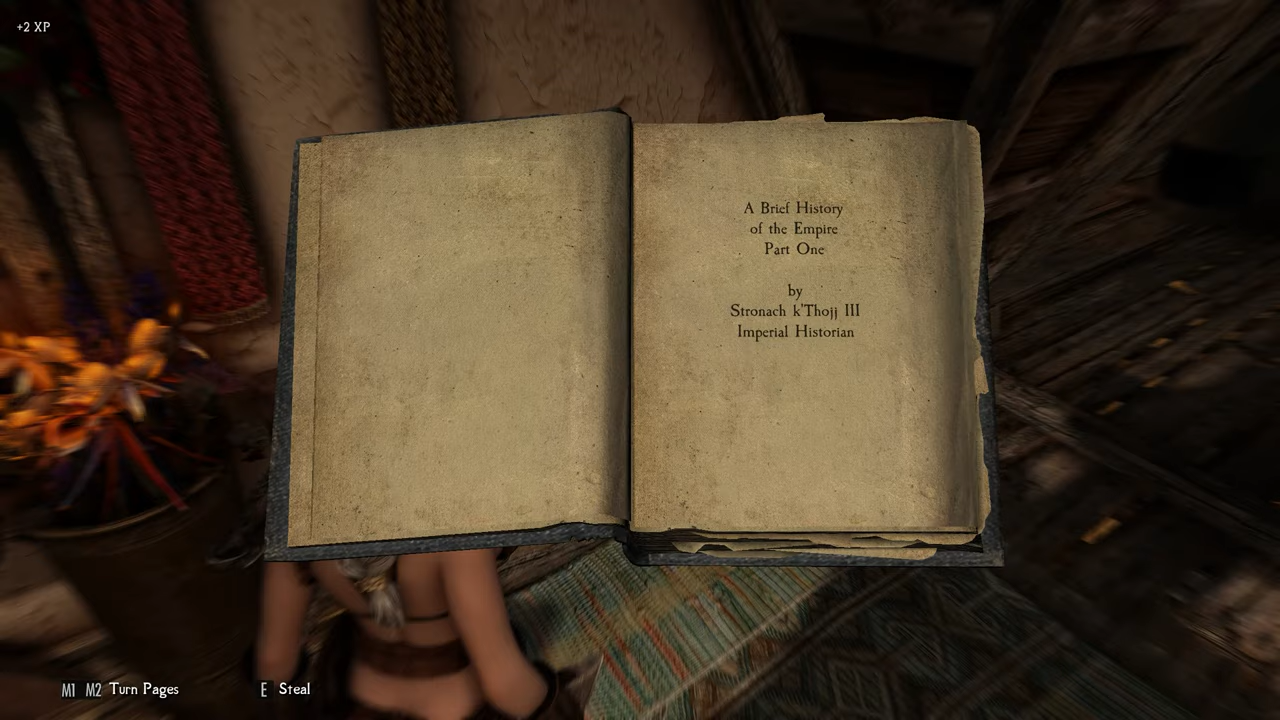 +2 XP
A Brief History
of the Empire
Part One
by
Stronach k'Thojj III
Imperial Historian
M1 M2 Turn Pages
E Steal